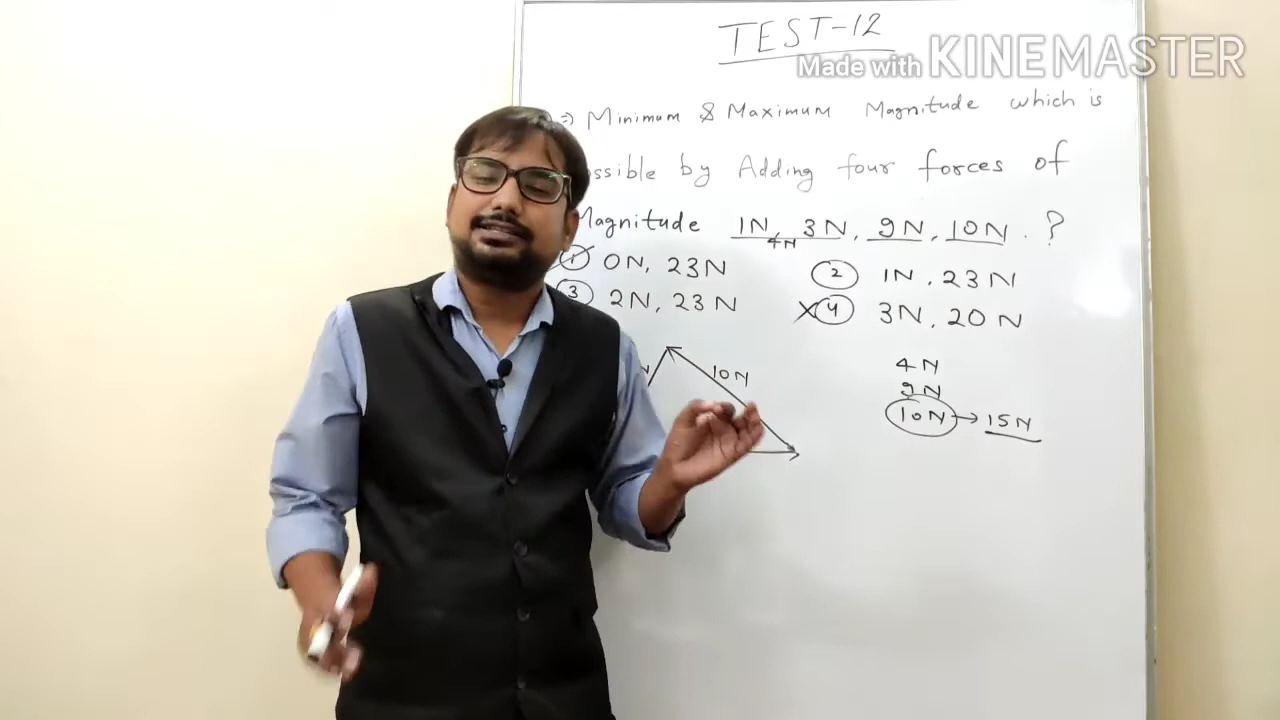 TEST-12
Made with KINEMASTER
⇒ Minimum & Maximum Magnitude which is
ossible by Adding four forces of
Magnitude 1N, 3N, 9N, 10N. ?
4N
① 0N, 23N ② 1N, 23N
③ 2N, 23N ④ 3N, 20N
10N
4N
9N
10N → 15N